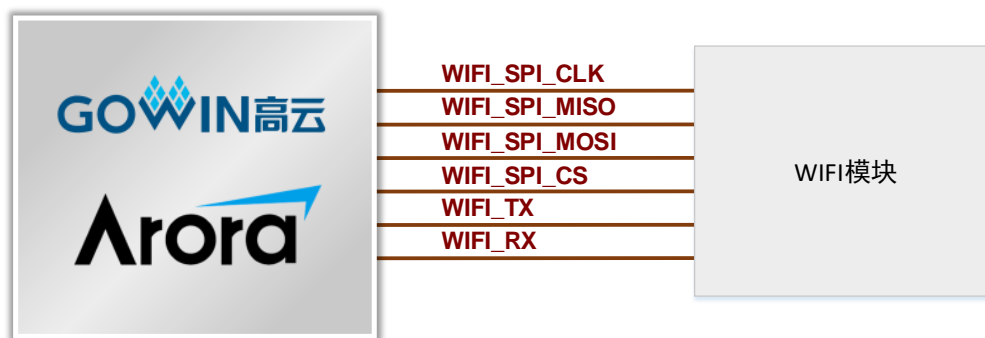 GOWIN高云
Arora
WIFI_SPI_CLK
WIFI_SPI_MISO
WIFI_SPI_MOSI
WIFI_SPI_CS
WIFI_TX
WIFI_RX
WIFI模块